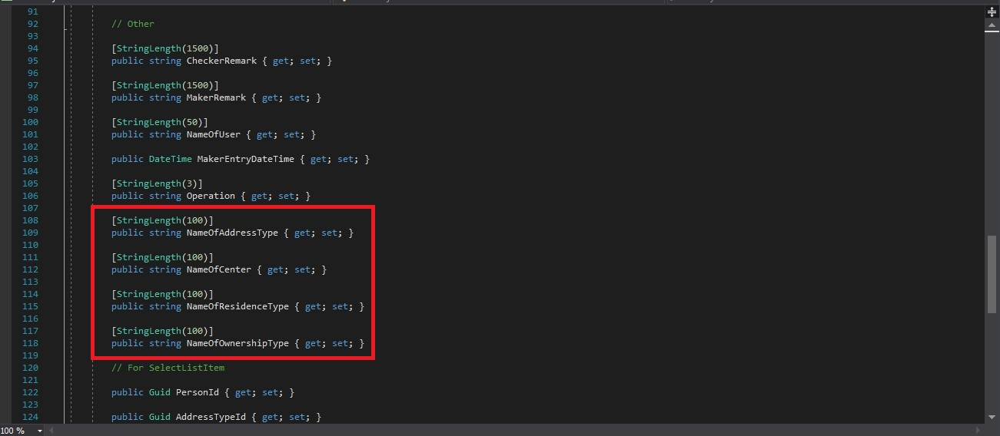 91
92 // Other
93
94 [StringLength(1500)]
95 public string CheckerRemark { get; set; }
96
97 [StringLength(1500)]
98 public string MakerRemark { get; set; }
99
100 [StringLength(50)]
101 public string NameOfUser { get; set; }
102
103 public DateTime MakerEntryDateTime { get; set; }
104
105 [StringLength(3)]
106 public string Operation { get; set; }
107
108 [StringLength(100)]
109 public string NameOfAddressType { get; set; }
110
111 [StringLength(100)]
112 public string NameOfCenter { get; set; }
113
114 [StringLength(100)]
115 public string NameOfResidenceType { get; set; }
116
117 [StringLength(100)]
118 public string NameOfOwnershipType { get; set; }
119
120 // For SelectListItem
121
122 public Guid PersonId { get; set; }
123
124 public Guid AddressTypeId { get; set; }
100 %